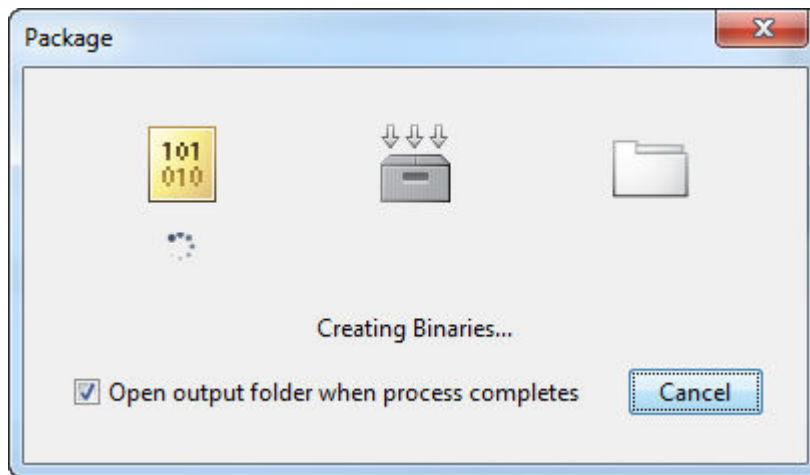 Package
101
010
Creating Binaries...
Open output folder when process completes
Cancel